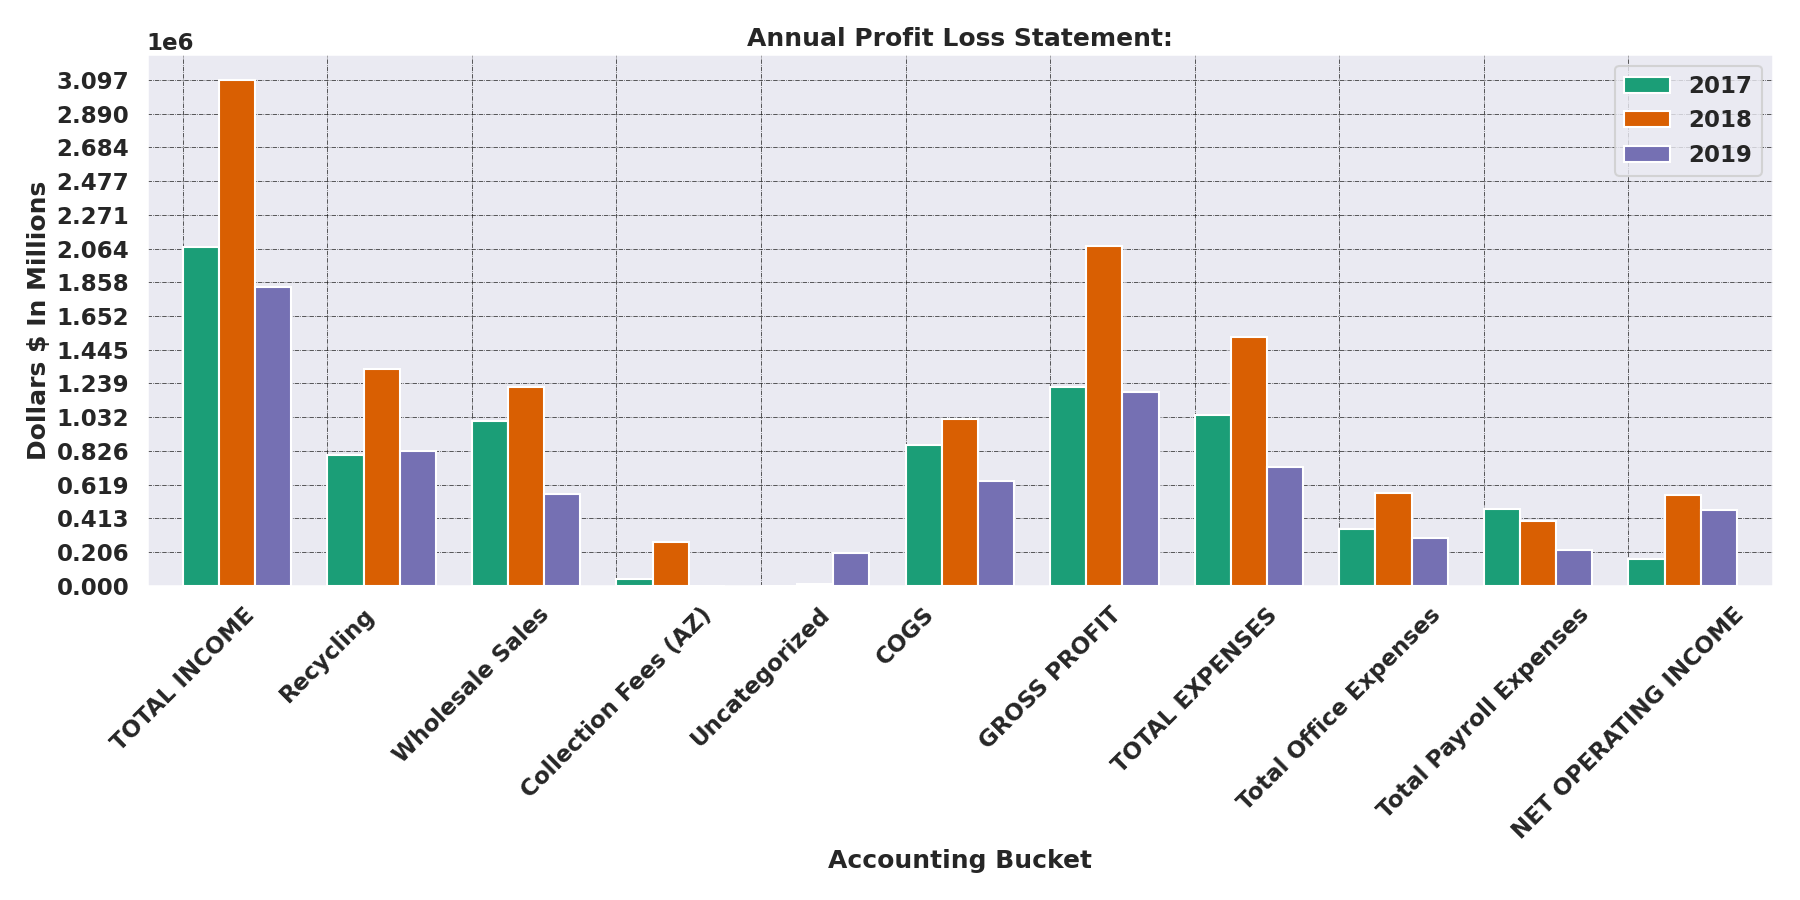 Annual Profit Loss Statement:
1e6
3.097
2.890
2.684
2.477
2.271
2.064
1.858
1.652
1.445
1.239
1.032
0.826
0.619
0.413
0.206
0.000
Dollars $ In Millions
2017
2018
2019
TOTAL INCOME
Recycling
Wholesale Sales
Collection Fees (AZ)
Uncategorized
COGS
GROSS PROFIT
TOTAL EXPENSES
Total Office Expenses
Total Payroll Expenses
NET OPERATING INCOME
Accounting Bucket